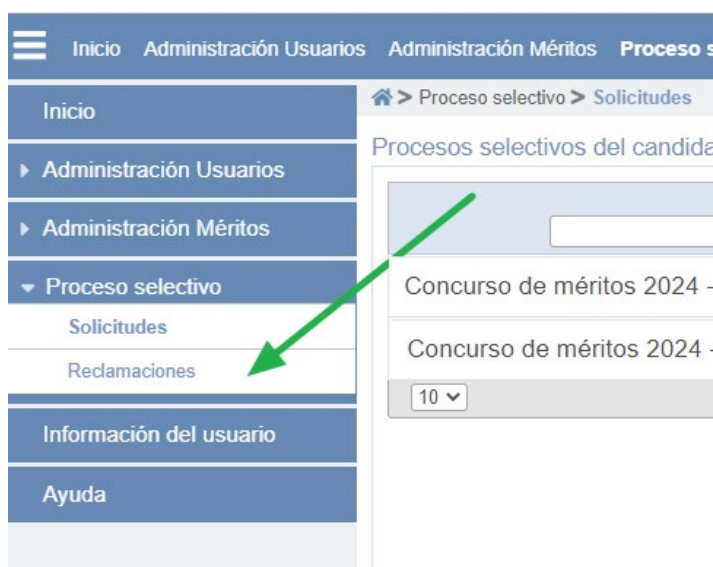 Inicio Administración Usuarios Administración Méritos Proceso
> Proceso selectivo > Solicitudes
Procesos selectivos del
Inicio
Administración Usuarios
Administración Méritos
Proceso selectivo
Solicitudes
Reclamaciones
Información del usuario
Ayuda
Concurso de méritos 2024 -
Concurso de méritos 2024 -
10